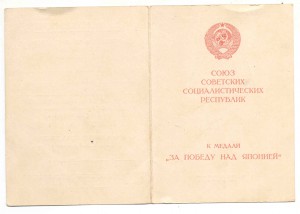 СОЮЗ
СОВЕТСКИХ
СОЦИАЛИСТИЧЕСКИХ
РЕСПУБЛИК
К МЕДАЛИ
„ЗА ПОБЕДУ НАД ЯПОНИЕЙ“